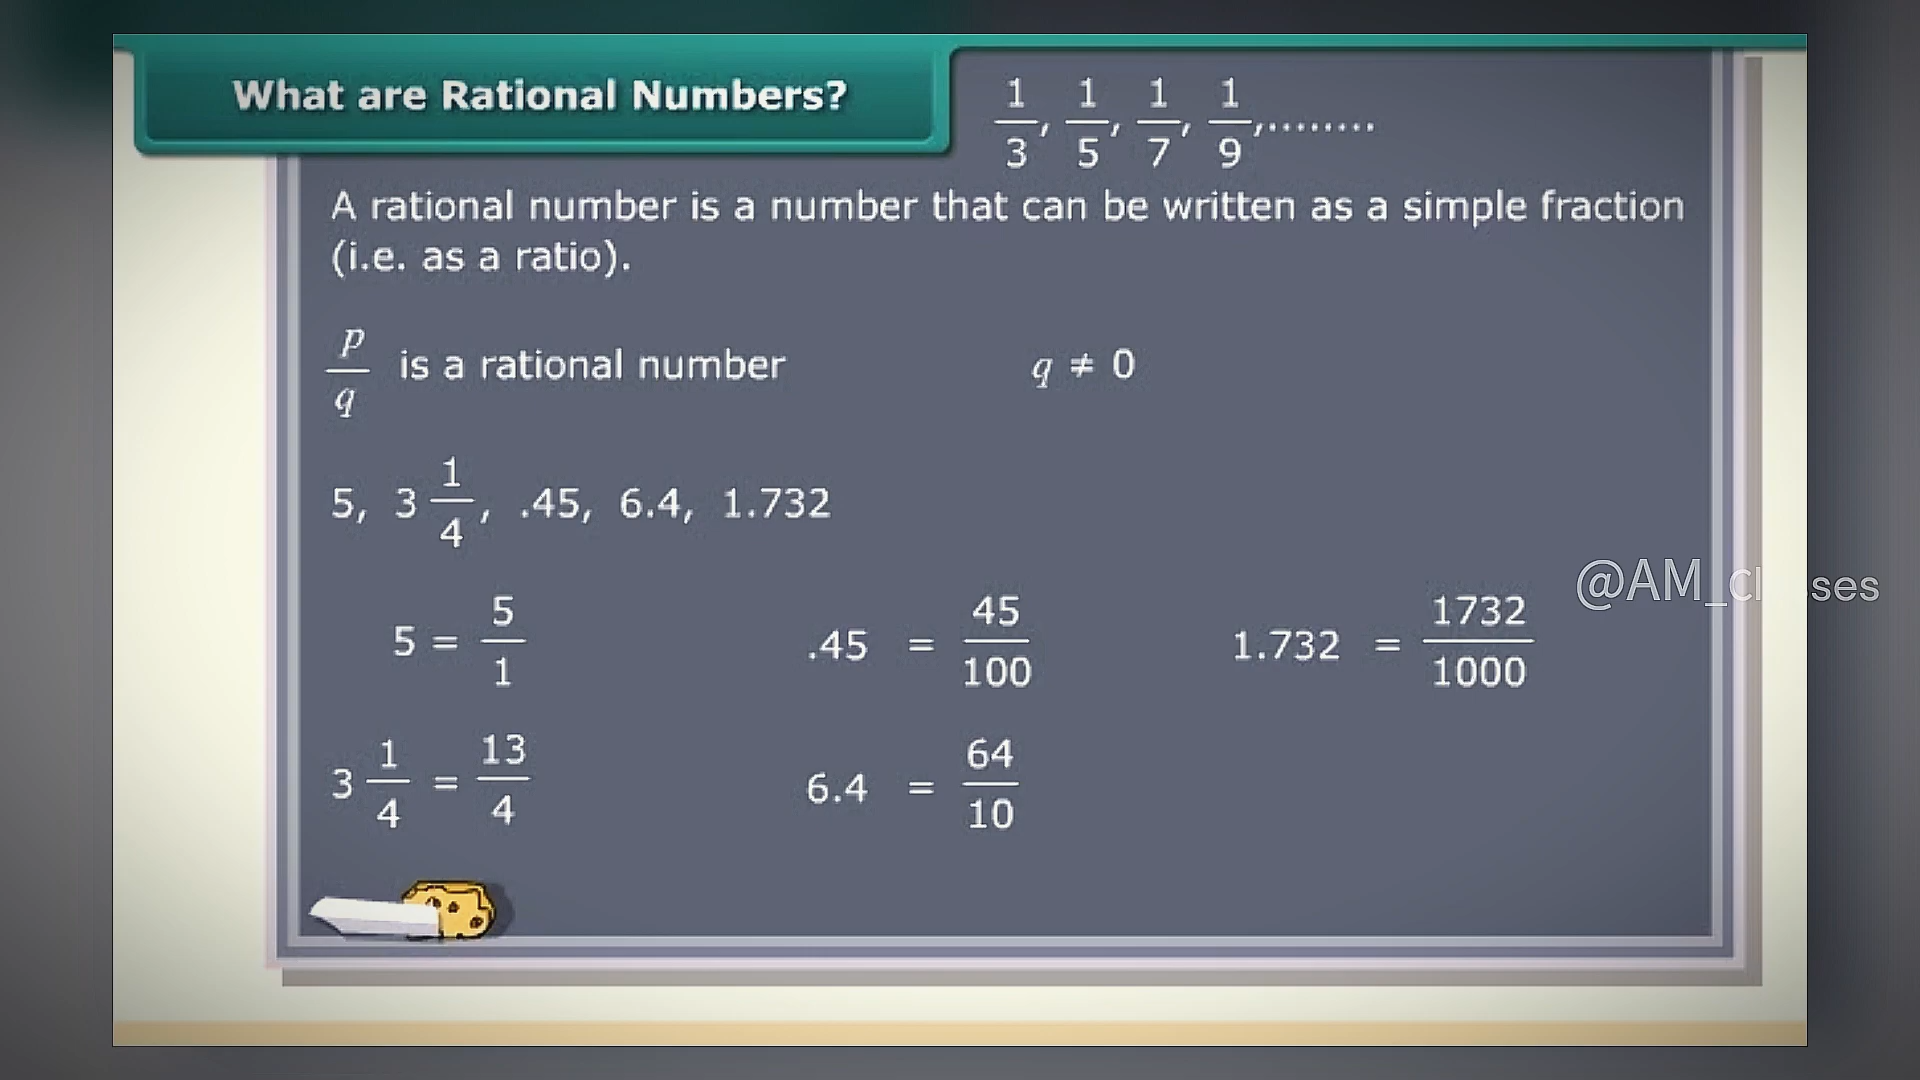 What are Rational Numbers?
1/3, 1/5, 1/7, 1/9,.........
A rational number is a number that can be written as a simple fraction
(i.e. as a ratio).
p/q is a rational number q ≠ 0
5, 3 1/4, .45, 6.4, 1.732
5 = 5/1 .45 = 45/100 1.732 = 1732/1000
3 1/4 = 13/4 6.4 = 64/10